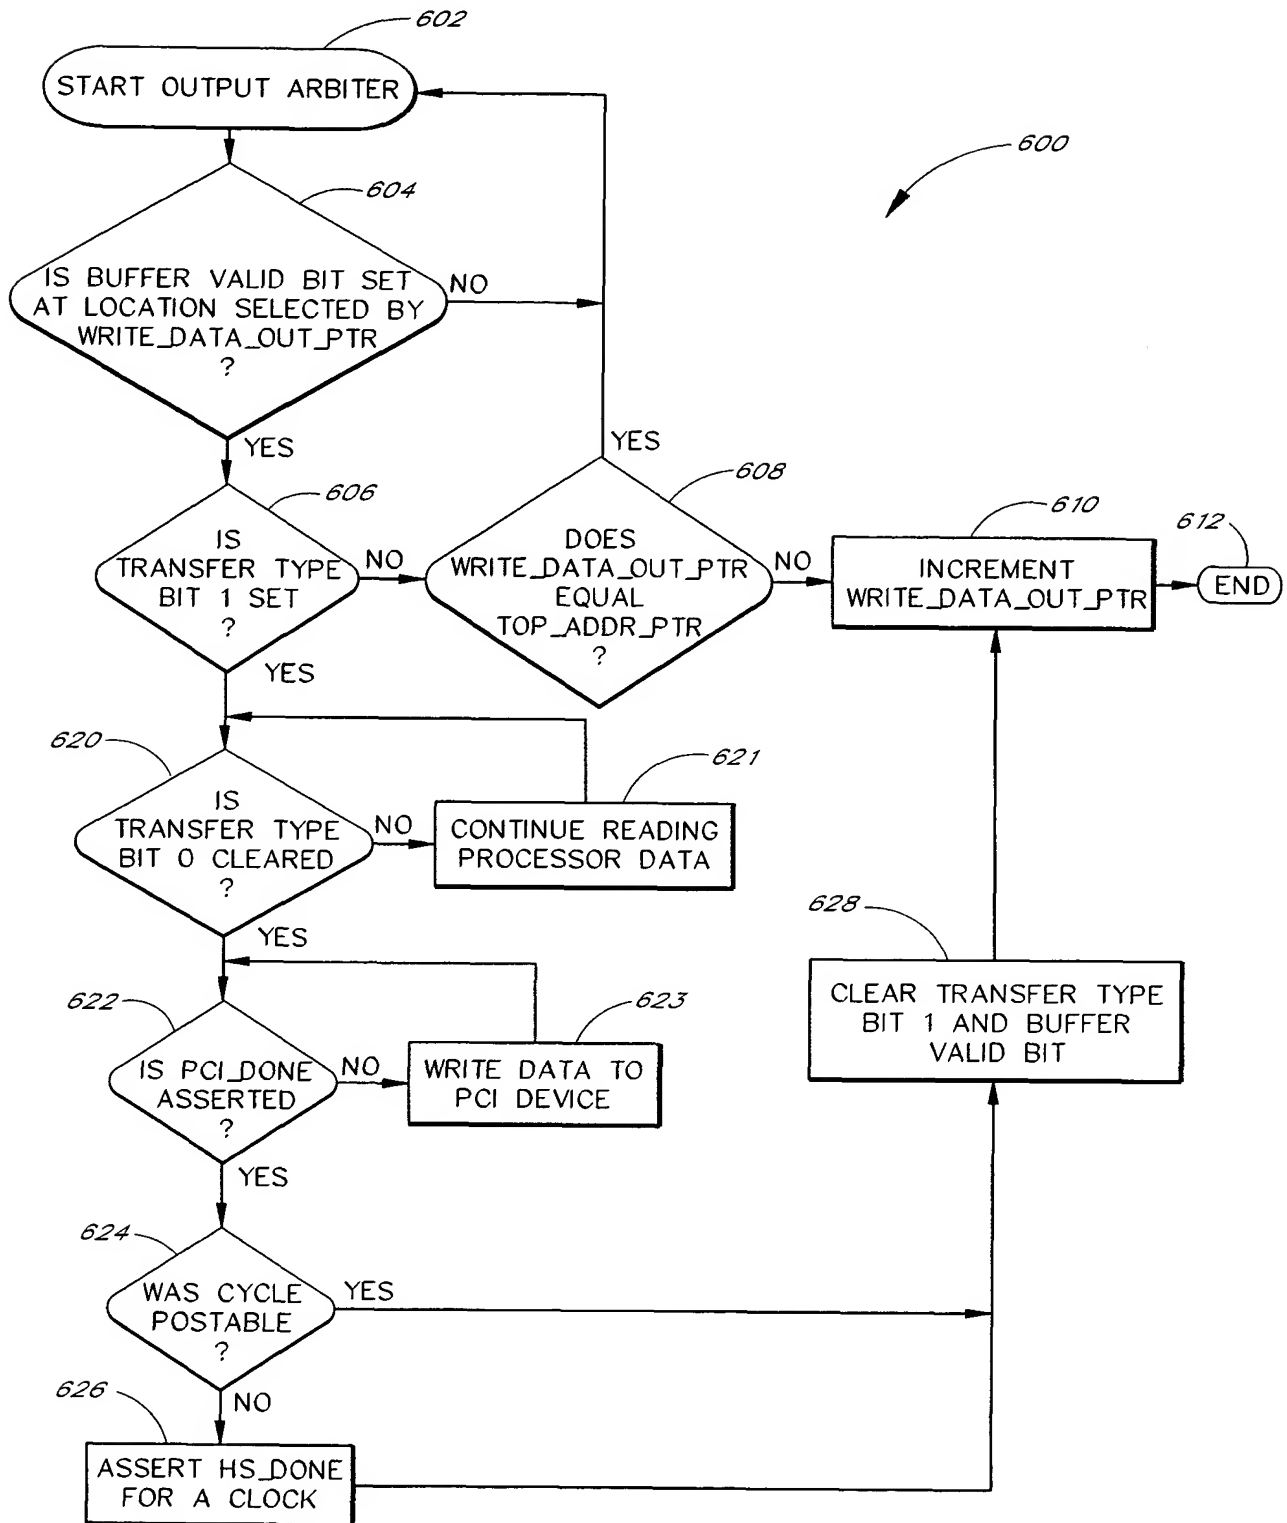 602
START OUTPUT ARBITER
600
604
IS BUFFER VALID BIT SET
AT LOCATION SELECTED BY
WRITE_DATA_OUT_PTR
?
NO
YES
YES
606
IS
TRANSFER TYPE
BIT 1 SET
?
NO
YES
608
DOES
WRITE_DATA_OUT_PTR
EQUAL
TOP_ADDR_PTR
?
NO
610
INCREMENT
WRITE_DATA_OUT_PTR
612
END
620
IS
TRANSFER TYPE
BIT 0 CLEARED
?
NO
YES
621
CONTINUE READING
PROCESSOR DATA
622
IS PCI_DONE
ASSERTED
?
NO
YES
623
WRITE DATA TO
PCI DEVICE
628
CLEAR TRANSFER TYPE
BIT 1 AND BUFFER
VALID BIT
624
WAS CYCLE
POSTABLE
?
YES
NO
626
ASSERT HS_DONE
FOR A CLOCK